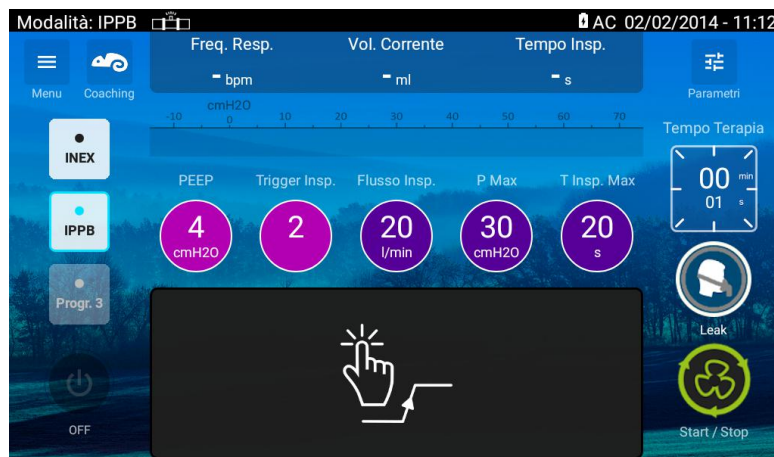 Modalità: IPPB
AC 02/02/2014 - 11:12
Menu
Coaching
Freq. Resp.
- bpm
Vol. Corrente
- ml
Tempo Insp.
- s
Parametri
cmH2O
-10 0 10 20 30 40 50 60 70
Tempo Terapia
00 min
01 s
INEX
IPPB
Progr. 3
OFF
PEEP
4
cmH2O
Trigger Insp.
2
Flusso Insp.
20
l/min
P Max
30
cmH2O
T Insp. Max
20
s
Leak
Start / Stop